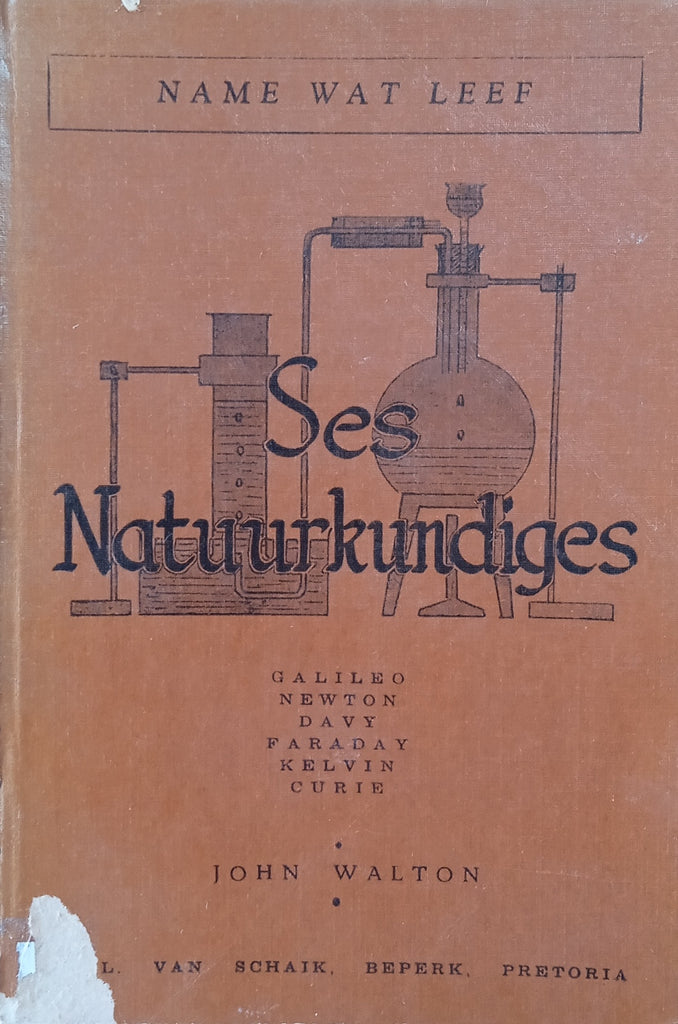 NAME WAT LEEF
Ses
Natuurkundiges
GALILEO
NEWTON
DAVY
FARADAY
KELVIN
CURIE
JOHN WALTON
L. VAN SCHAIK, BEPERK, PRETORIA